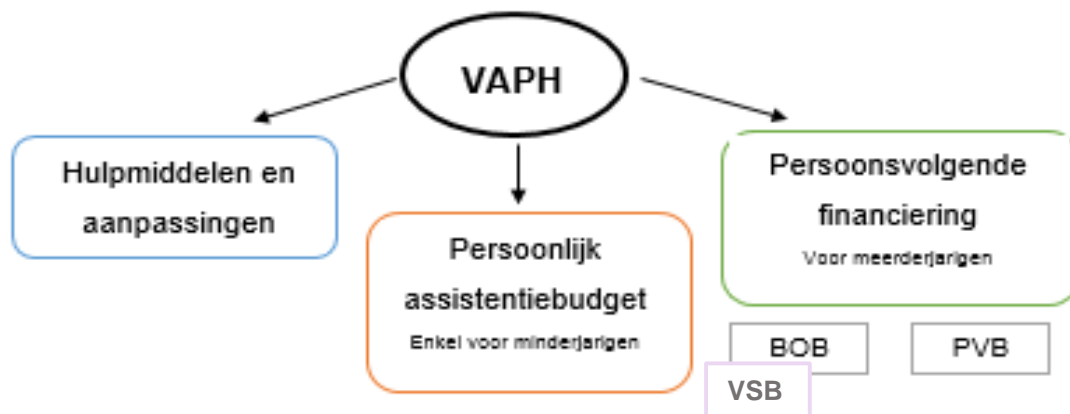 VAPH
Hulpmiddelen en
aanpassingen
Persoonlijk
assistentiebudget
Enkel voor minderjarigen
Persoonsvolgende
financiering
Voor meerderjarigen
BOB
PVB
VSB